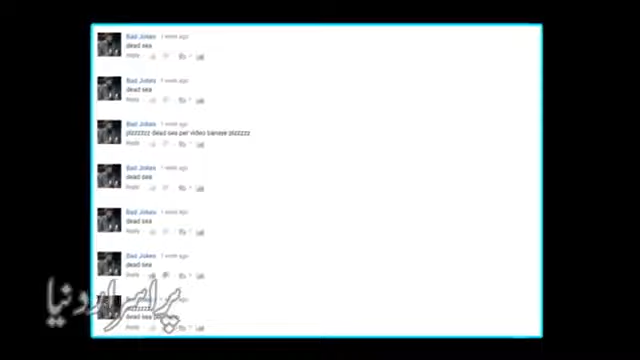 Bad Jokes 1 week ago
dead sea
Reply
Bad Jokes 1 week ago
dead sea
Reply
Bad Jokes 1 week ago
plzzzzzz dead sea per video banaye plzzzzz
Reply
Bad Jokes 1 week ago
dead sea
Reply
Bad Jokes 1 week ago
dead sea
Reply
Bad Jokes 1 week ago
dead sea
Reply
dead sea
Reply
پراسرار دنیا